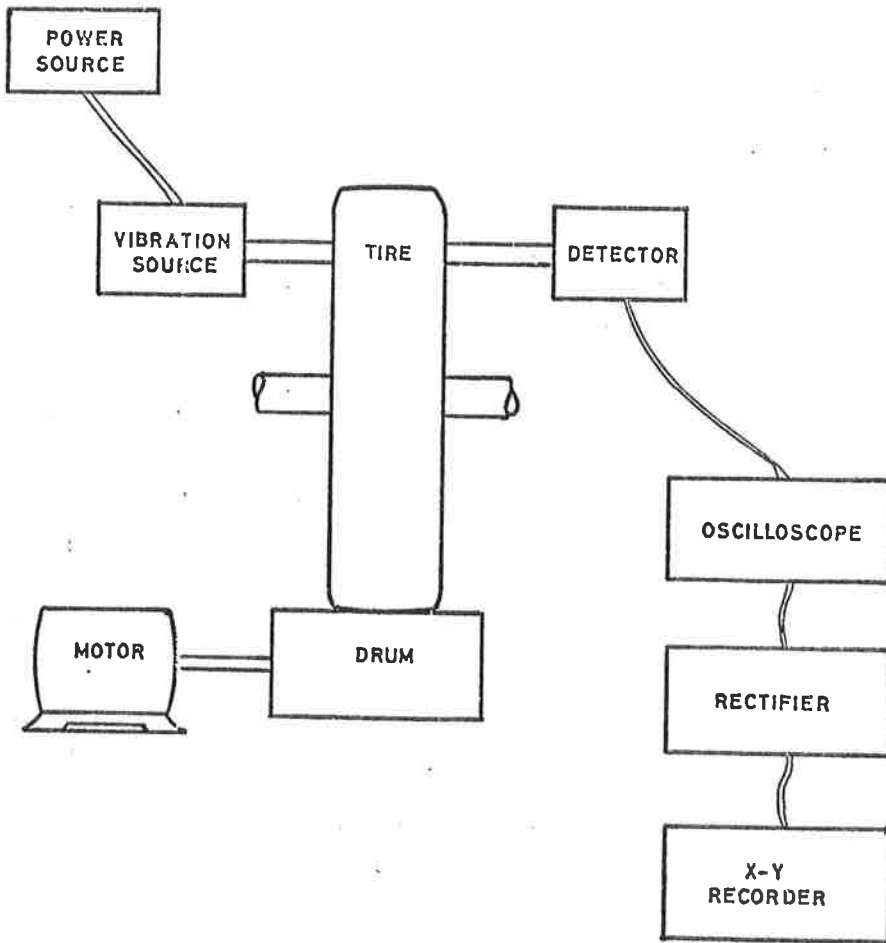 POWER
SOURCE
VIBRATION
SOURCE
TIRE
DETECTOR
OSCILLOSCOPE
MOTOR
DRUM
RECTIFIER
X-Y
RECORDER